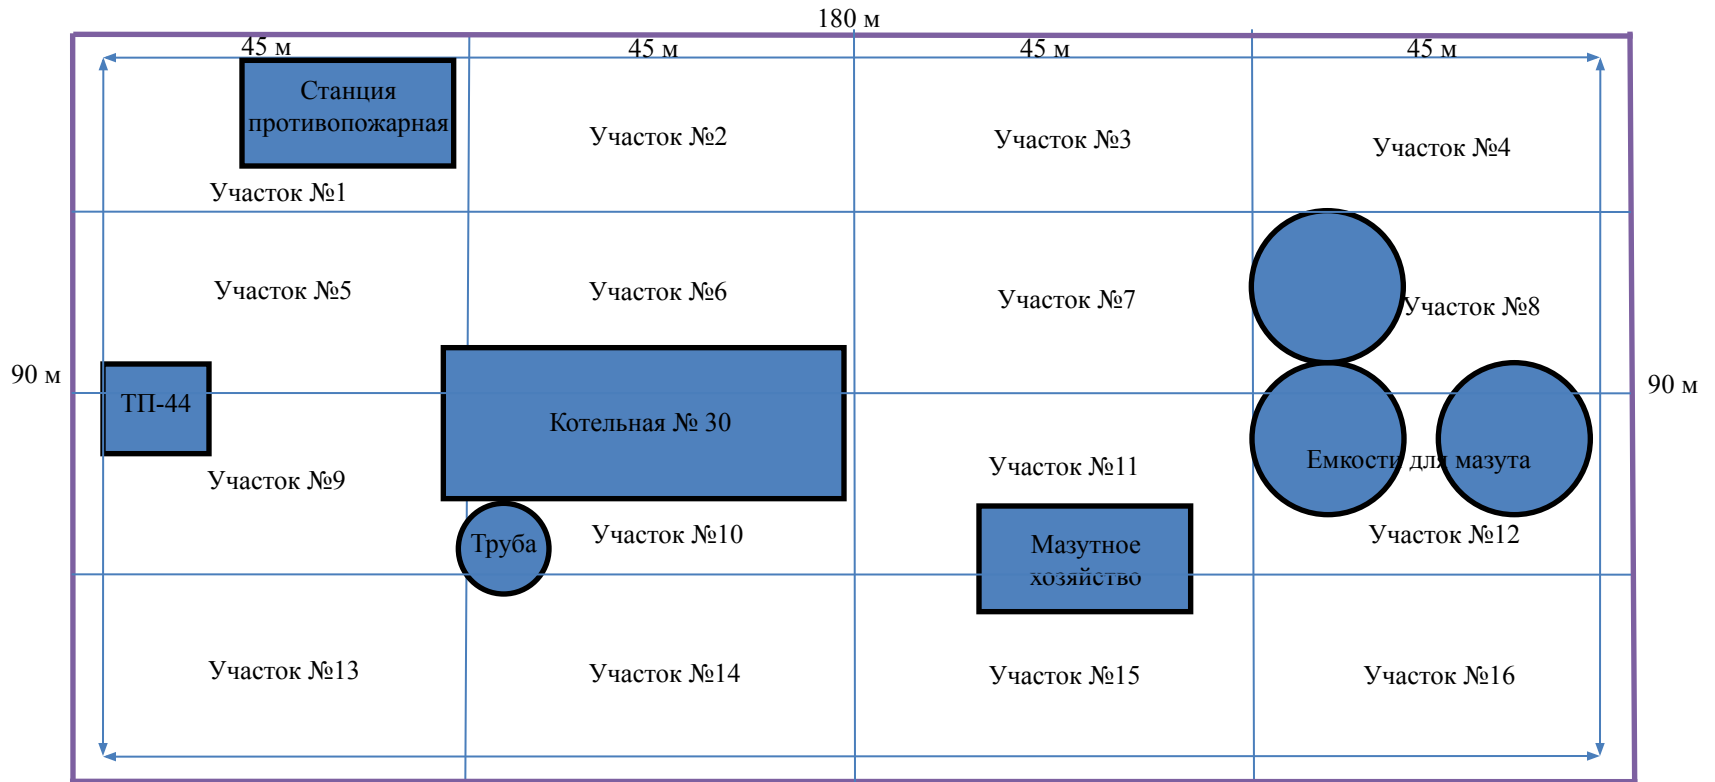 180 м
45 м
45 м
45 м
45 м
Станция
противопожарная
Участок №1
Участок №2
Участок №3
Участок №4
Участок №5
Участок №6
Участок №7
Участок №8
90 м
90 м
ТП-44
Котельная № 30
Емкости для мазута
Участок №9
Участок №10
Участок №11
Участок №12
Труба
Мазутное
хозяйство
Участок №13
Участок №14
Участок №15
Участок №16